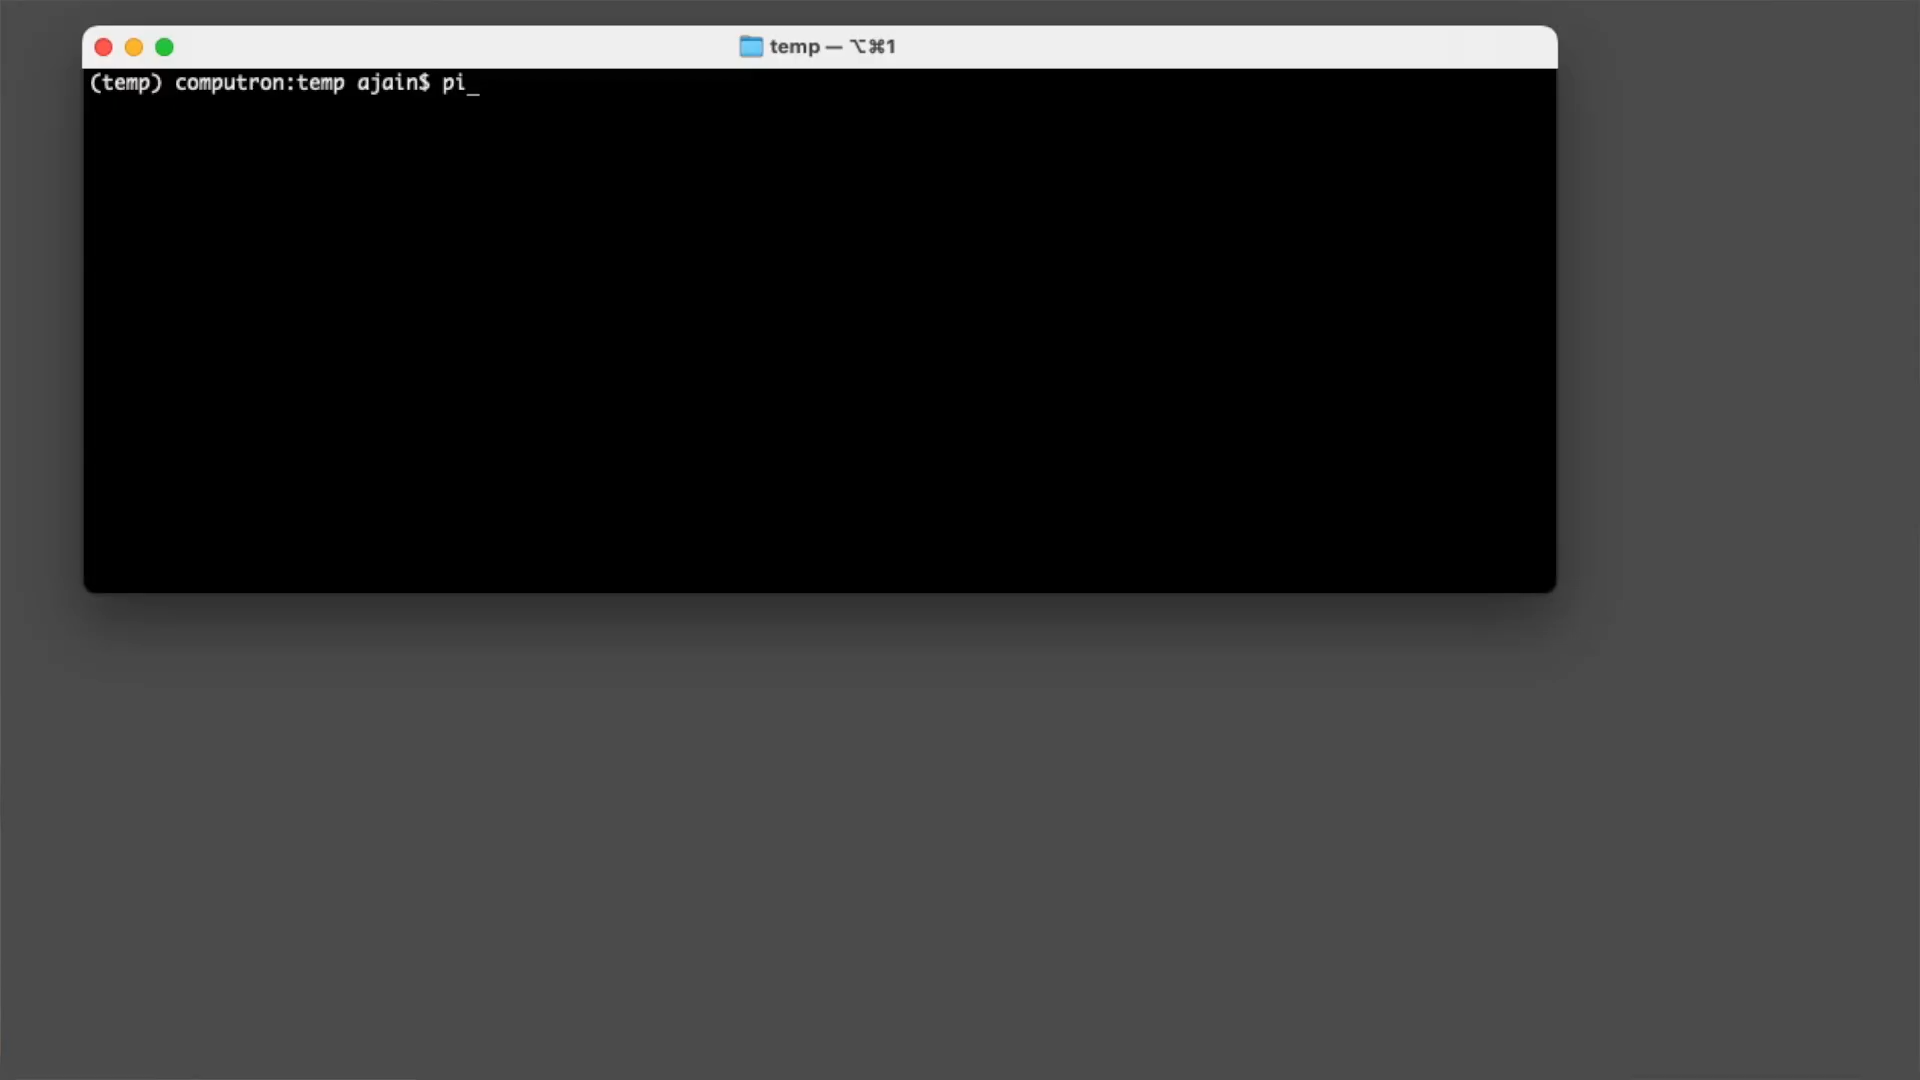 temp — ⌥⌘1
(temp) computron:temp ajain$ pi_